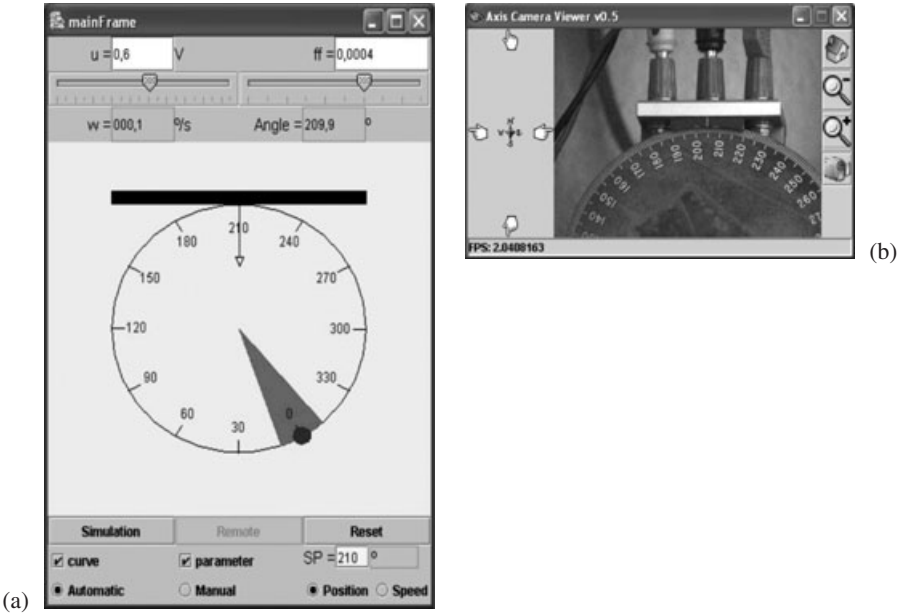 mainFrame
u = 0,6 V ff = 0,0004
w = 000,1 º/s Angle = 209,9 º
210
180 240
150 270
120 300
90 330
60 0
30
Simulation Remote Reset
curve parameter SP = 210 º
Automatic Manual Position Speed
(a)
Axis Camera Viewer v0.5
150 160 170 180 190 200 210 220 230 240 250 260
FPS: 2.0408163
(b)